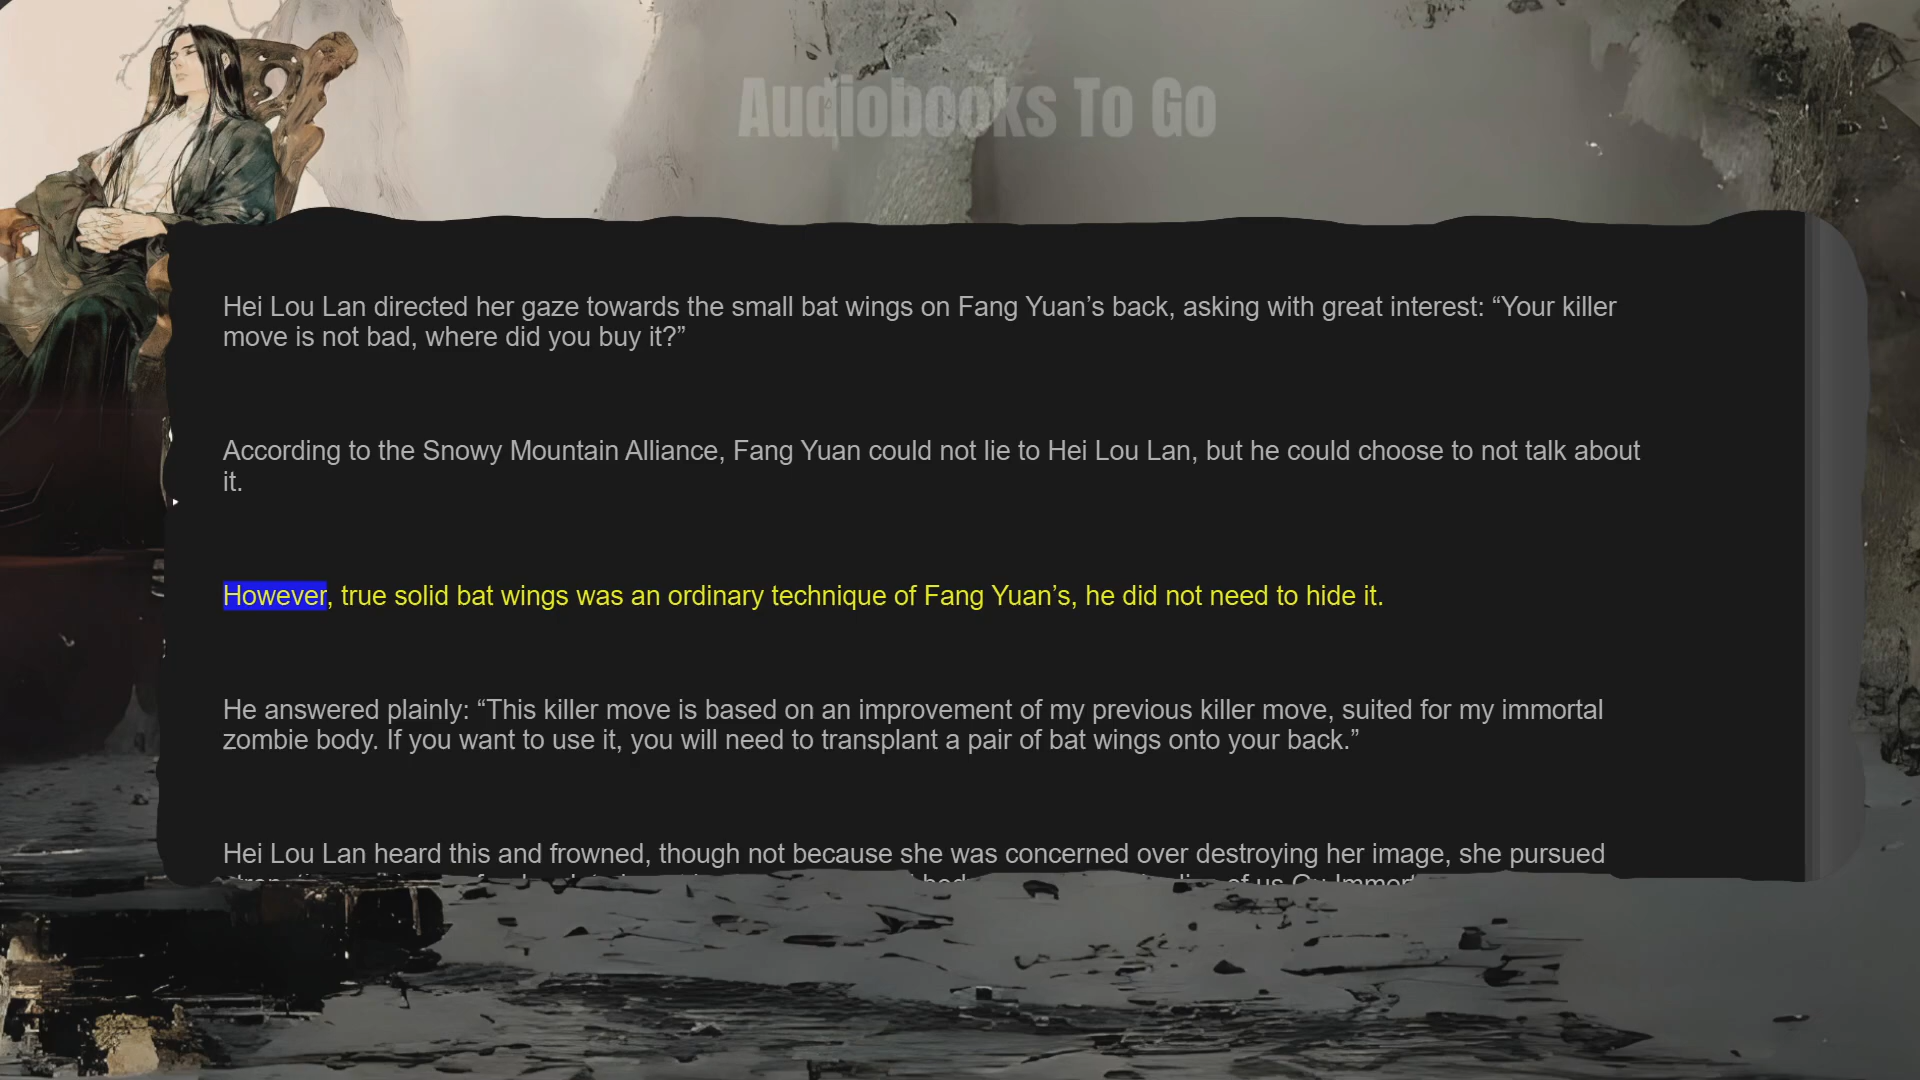 Audiobooks To Go
Hei Lou Lan directed her gaze towards the small bat wings on Fang Yuan’s back, asking with great interest: “Your killer
move is not bad, where did you buy it?”
According to the Snowy Mountain Alliance, Fang Yuan could not lie to Hei Lou Lan, but he could choose to not talk about
it.
However, true solid bat wings was an ordinary technique of Fang Yuan’s, he did not need to hide it.
He answered plainly: “This killer move is based on an improvement of my previous killer move, suited for my immortal
zombie body. If you want to use it, you will need to transplant a pair of bat wings onto your back.”
Hei Lou Lan heard this and frowned, though not because she was concerned over destroying her image, she pursued
of us Gu